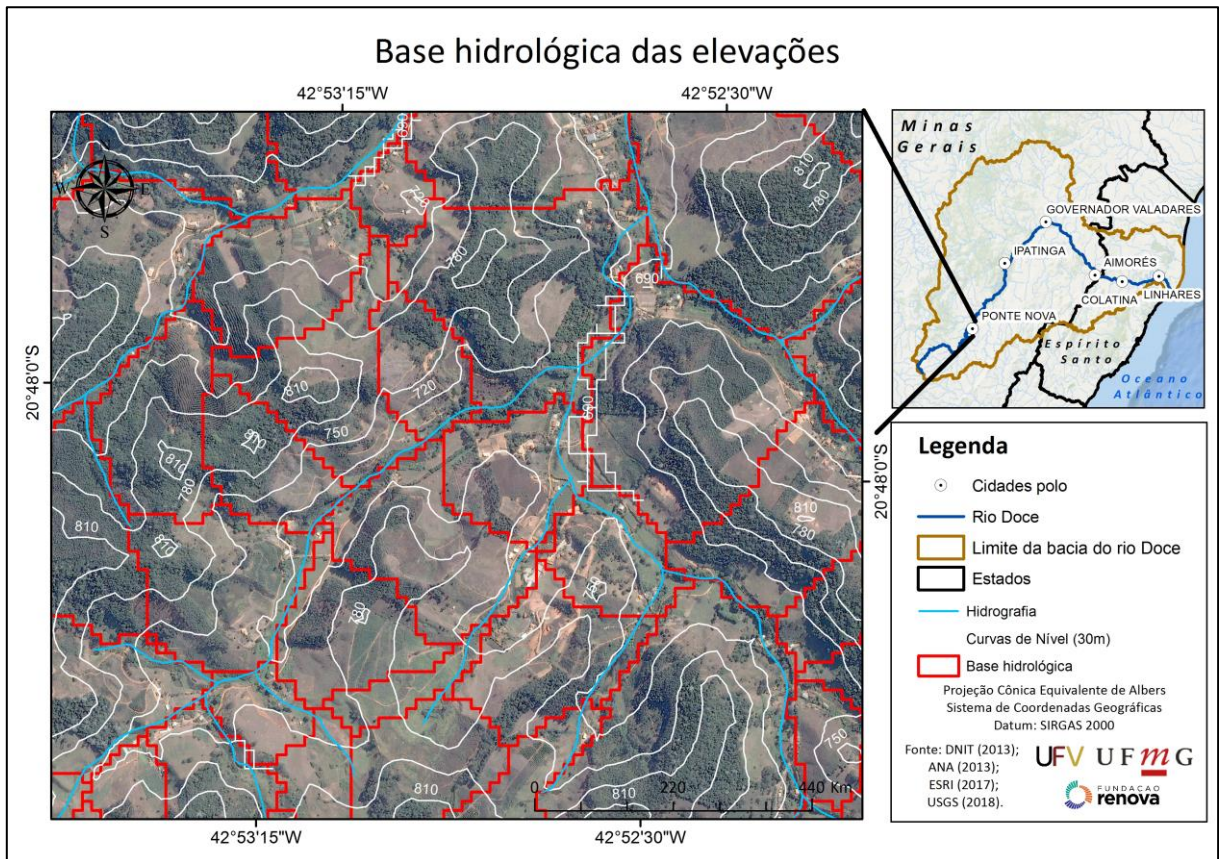 Base hidrológica das elevações
42°53'15"W
42°52'30"W
20°48'0"S
20°48'0"S
42°53'15"W
42°52'30"W
N
W
E
S
690
720
780
810
780
690
810
720
750
690
810
810
780
810
810
780
780
810
780
750
810
810
0
220
440 Km
Minas
Gerais
GOVERNADOR VALADARES
IPATINGA
AIMORÉS
COLATINA
LINHARES
PONTE NOVA
Espírito
Santo
Oceano
Atlântico
Legenda
Cidades polo
Rio Doce
Limite da bacia do rio Doce
Estados
Hidrografia
Curvas de Nível (30m)
Base hidrológica
Projeção Cônica Equivalente de Albers
Sistema de Coordenadas Geográficas
Datum: SIRGAS 2000
Fonte: DNIT (2013);
ANA (2013);
ESRI (2017);
USGS (2018).
UFV
UFmG
FUNDAÇÃO
renova